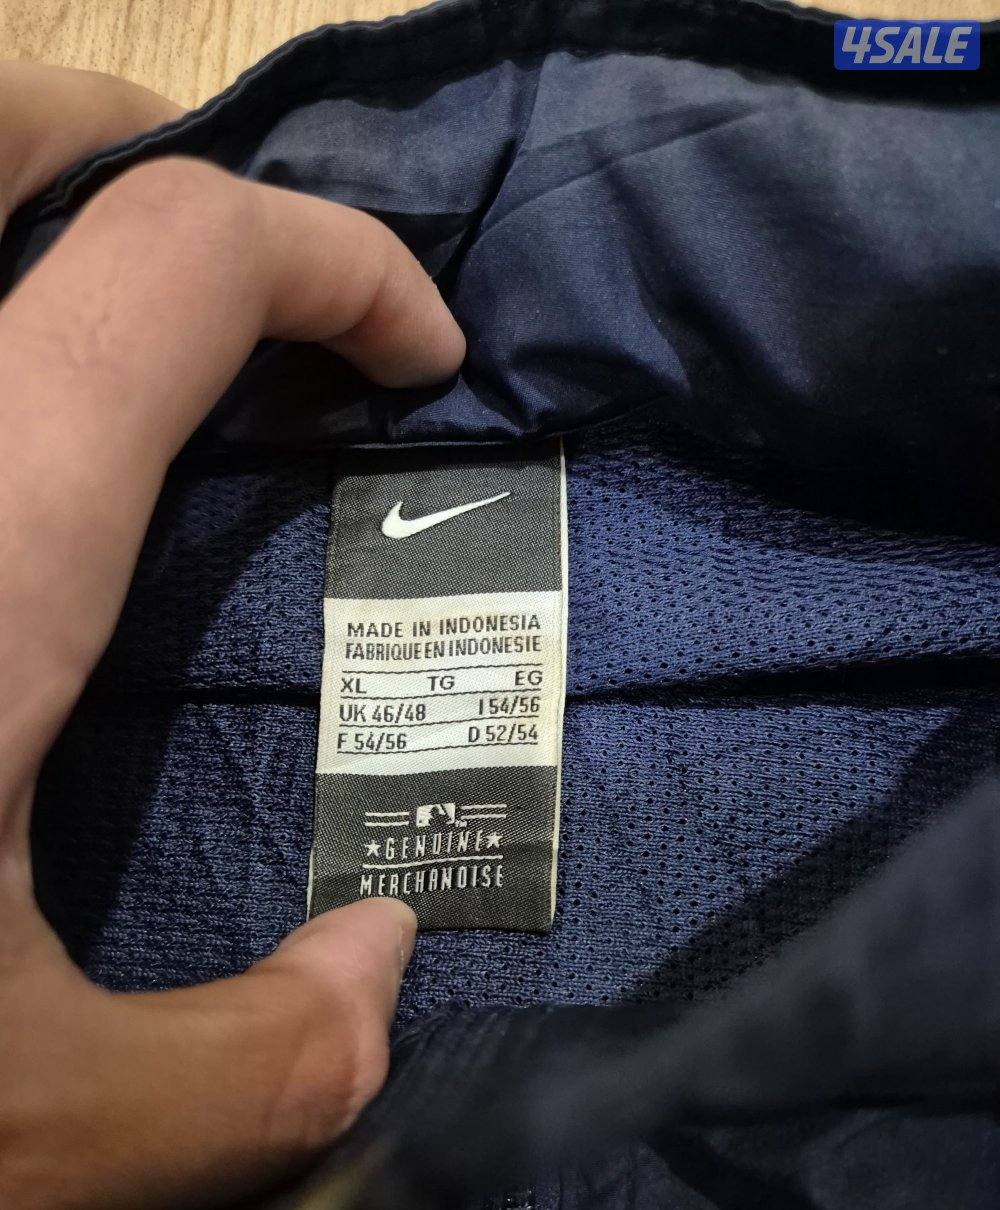 4SALE
MADE IN INDONESIA
FABRIQUE EN INDONESIE
XL TG EG
UK 46/48 I 54/56
F 54/56 D 52/54
★GENUINE★
MERCHANDISE